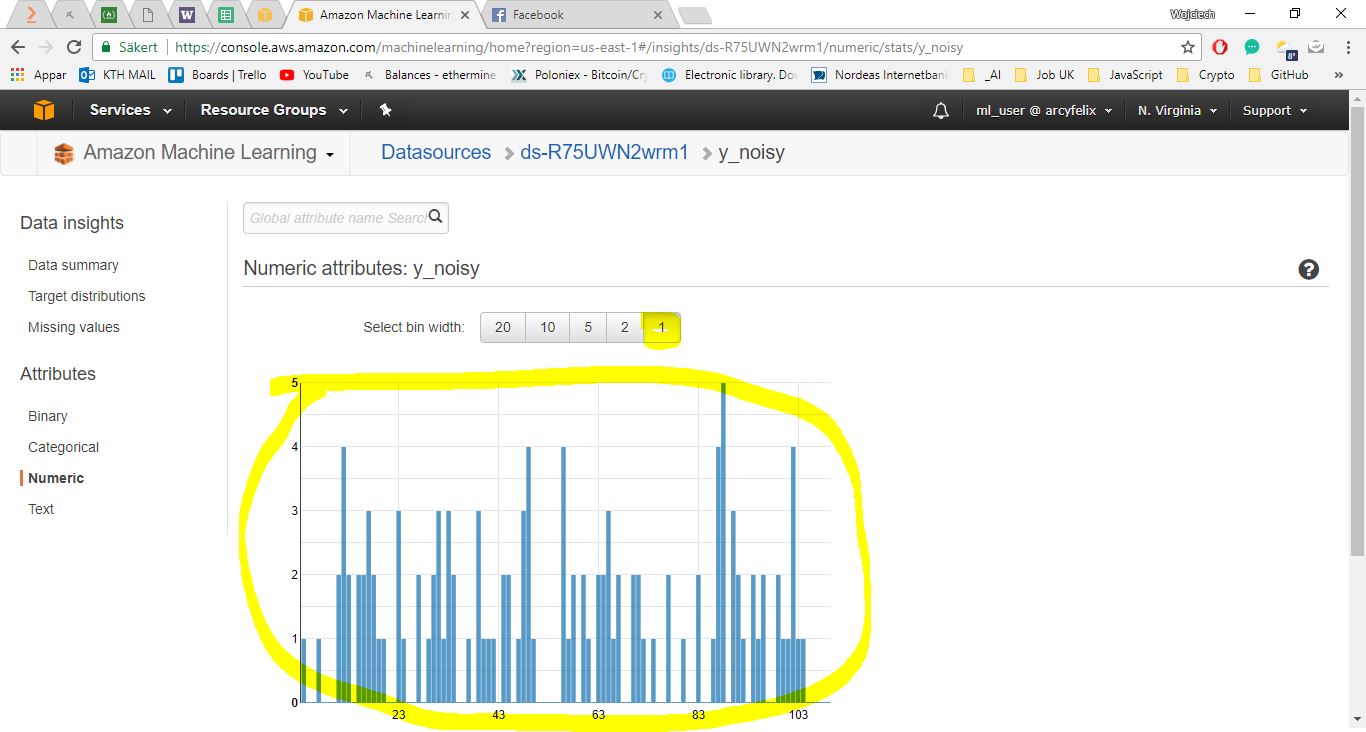 Amazon Machine Learnin
Facebook
Wojciech
Säkert
https://console.aws.amazon.com/machinelearning/home?region=us-east-1#/insights/ds-R75UWN2wrm1/numeric/stats/y_noisy
8°
Appar
KTH MAIL
Boards | Trello
YouTube
Balances - ethermine
Poloniex - Bitcoin/Cry
Electronic library. Do
Nordeas Internetban
_AI
Job UK
JavaScript
Crypto
GitHub
»
Services
Resource Groups
ml_user @ arcyfelix
N. Virginia
Support
Amazon Machine Learning
Datasources
ds-R75UWN2wrm1
y_noisy
Data insights
Data summary
Target distributions
Missing values
Attributes
Binary
Categorical
Numeric
Text
Global attribute name Search
Numeric attributes: y_noisy
?
Select bin width:
20
10
5
2
1
5
4
3
2
1
0
23
43
63
83
103